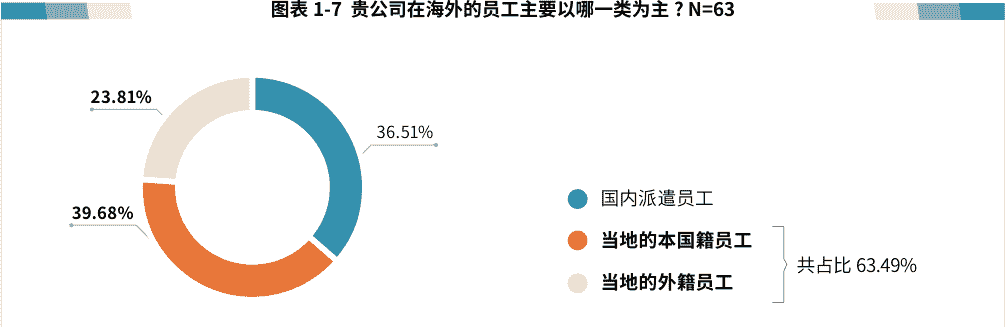 图表 1-7 贵公司在海外的员工主要以哪一类为主？N=63
23.81%
36.51%
39.68%
国内派遣员工
当地的本国籍员工
当地的外籍员工
共占比 63.49%